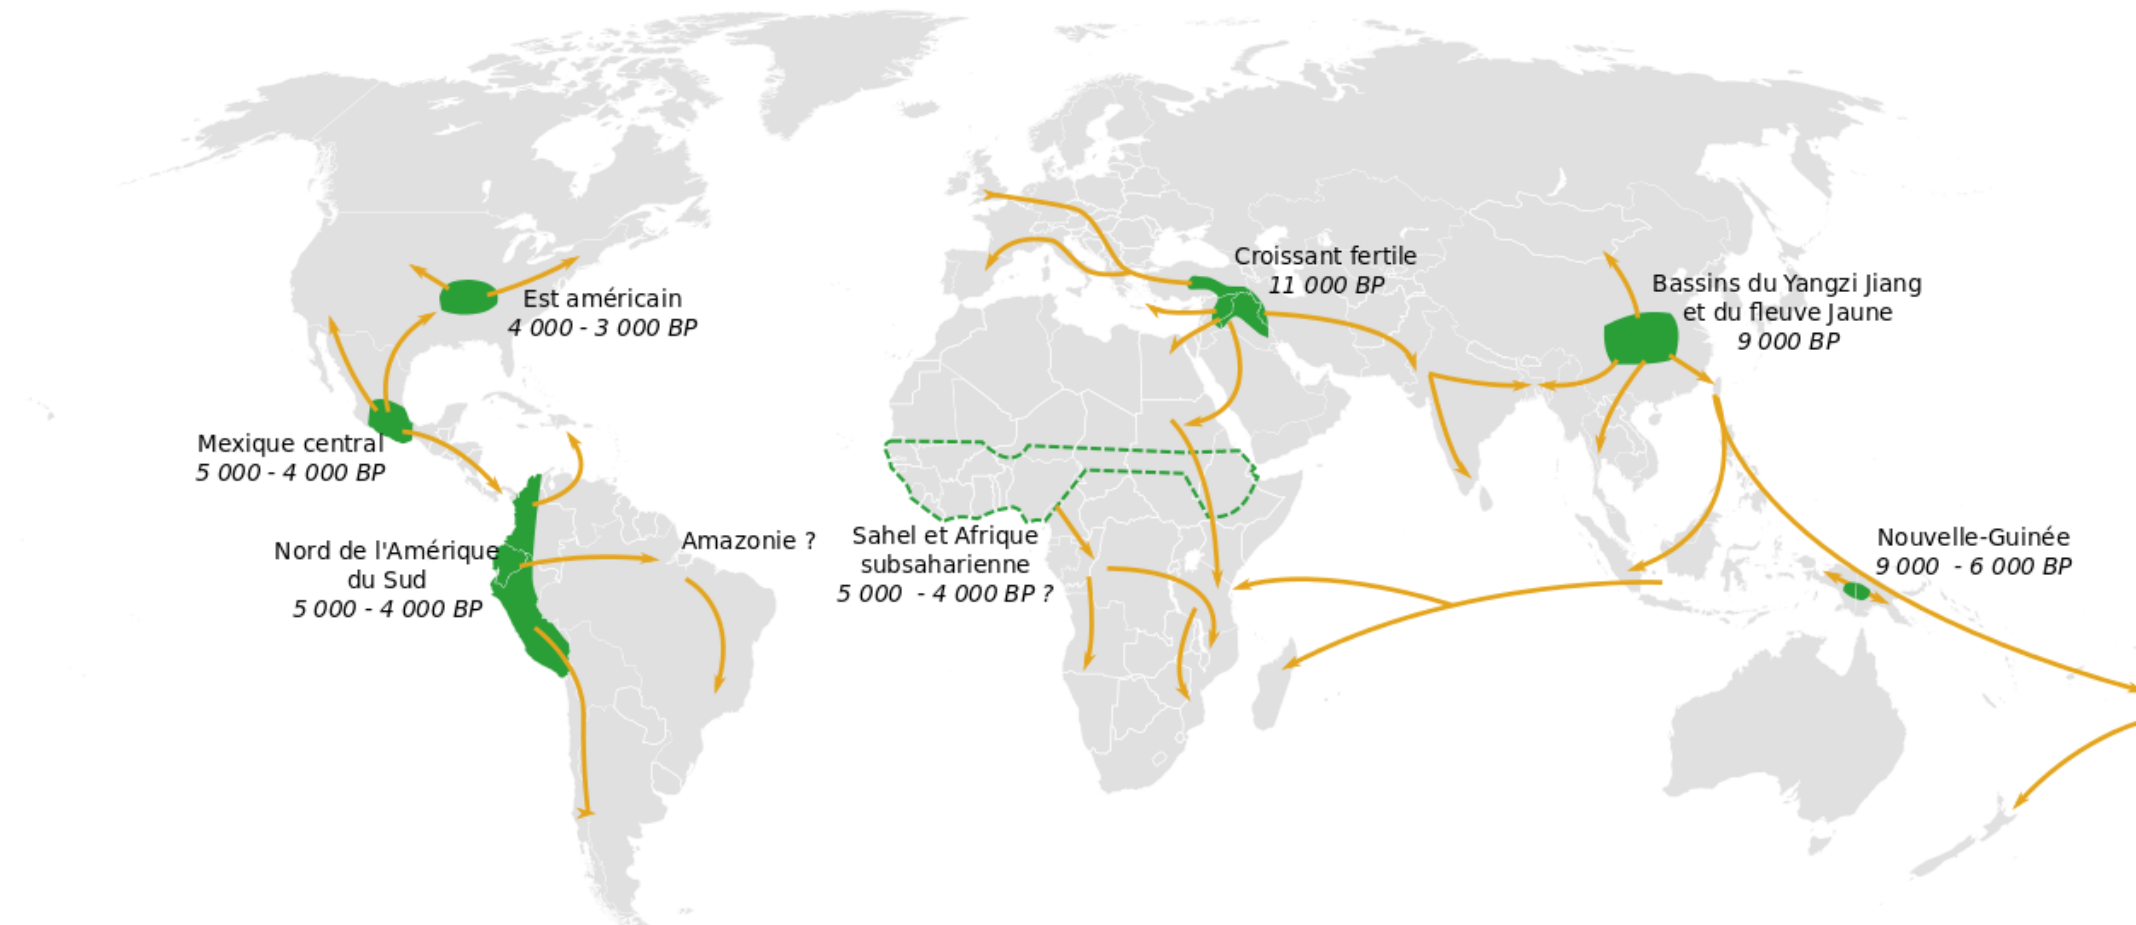 Croissant fertile
11 000 BP
Bassins du Yangzi Jiang
et du fleuve Jaune
9 000 BP
Est américain
4 000 - 3 000 BP
Mexique central
5 000 - 4 000 BP
Nord de l'Amérique
du Sud
5 000 - 4 000 BP
Amazonie ?
Sahel et Afrique
subsaharienne
5 000  - 4 000 BP ?
Nouvelle-Guinée
9 000  - 6 000 BP